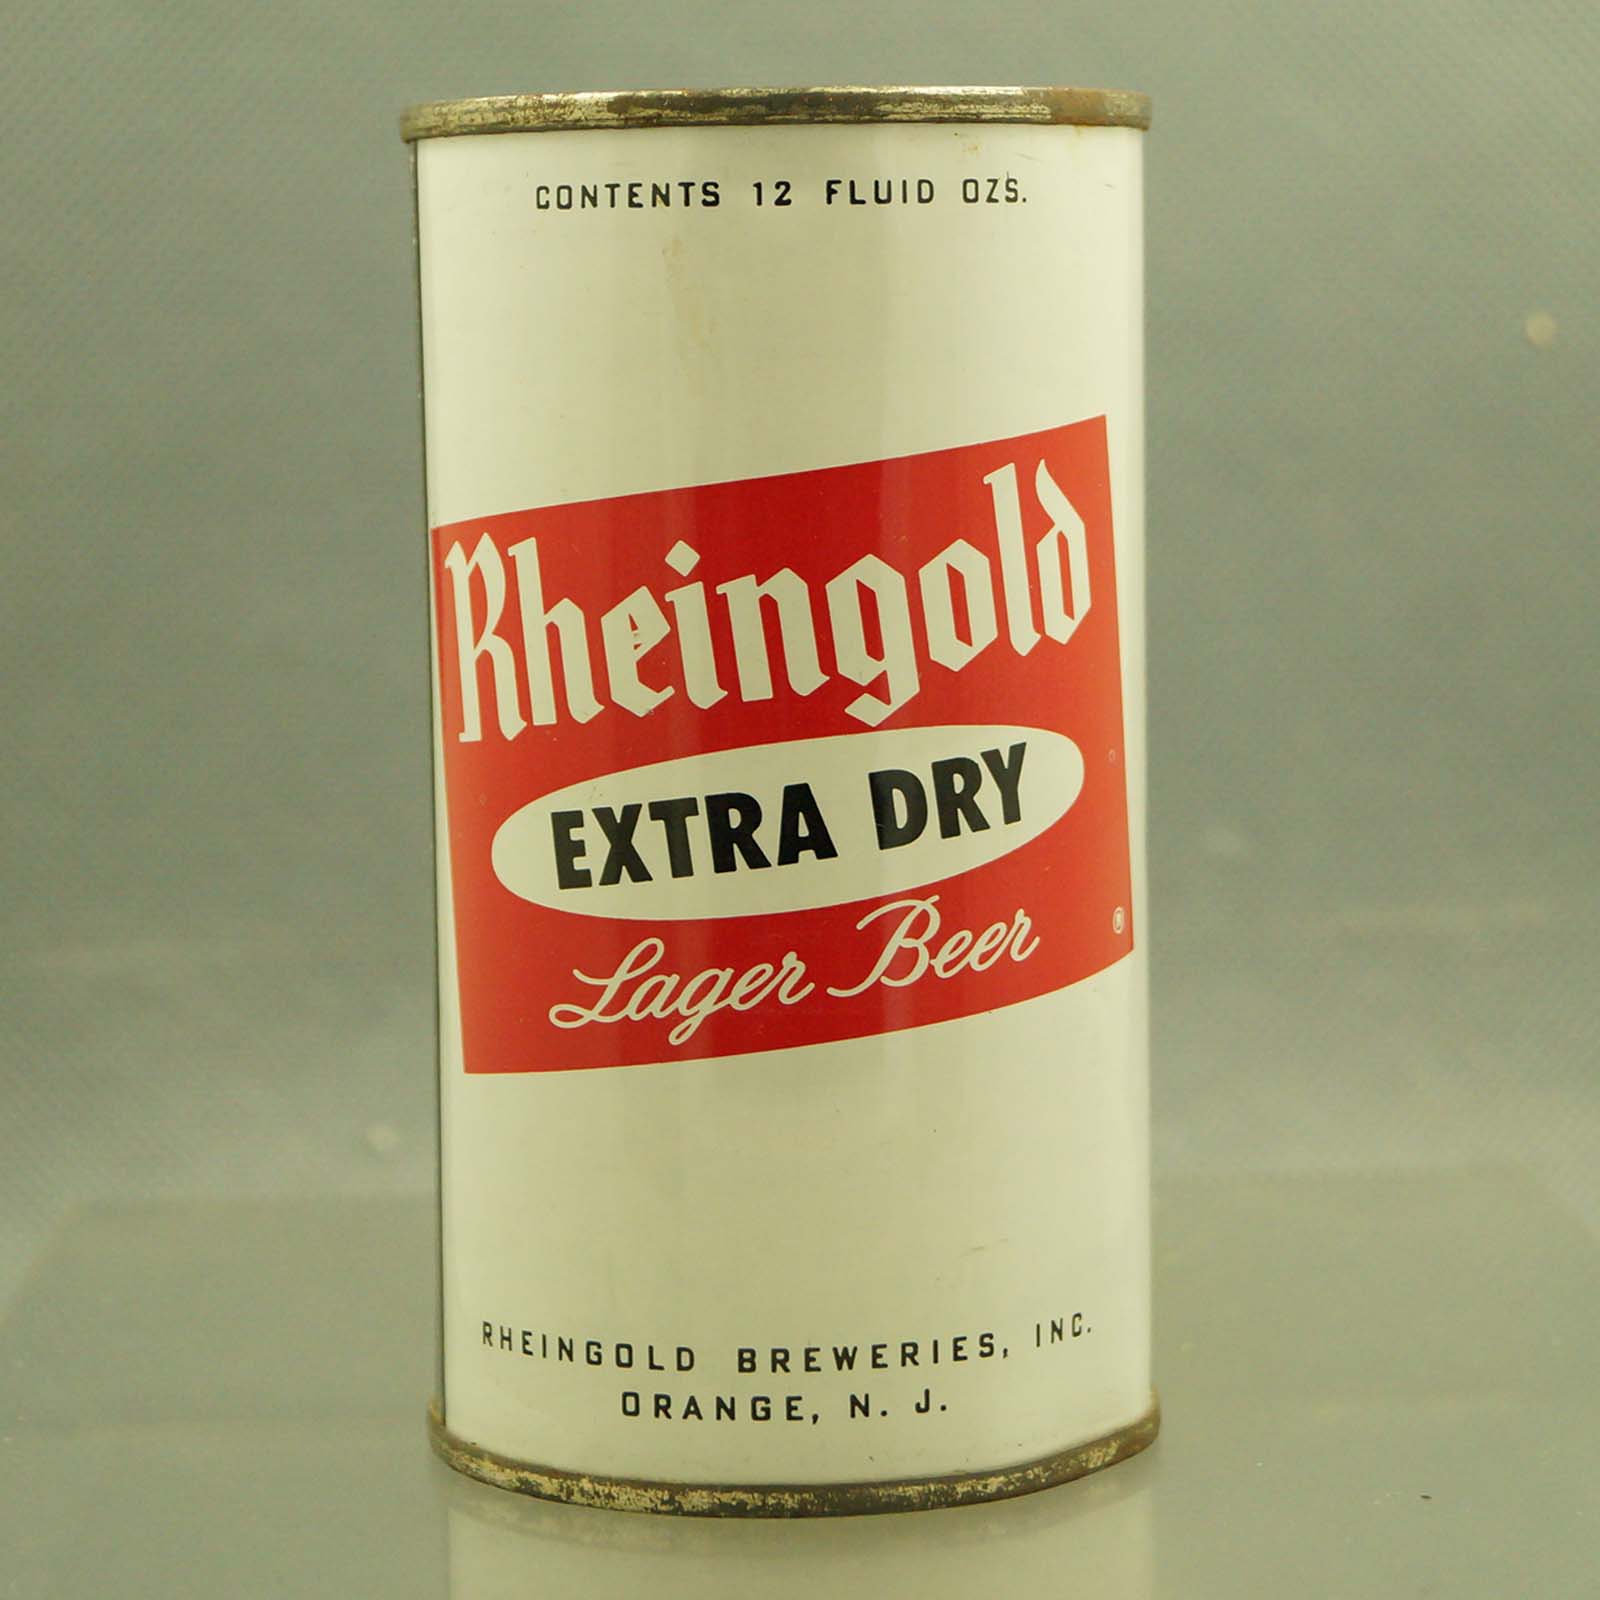 CONTENTS 12 FLUID OZS.
Rheingold
EXTRA DRY
Lager Beer
®
RHEINGOLD BREWERIES, INC.
ORANGE, N. J.